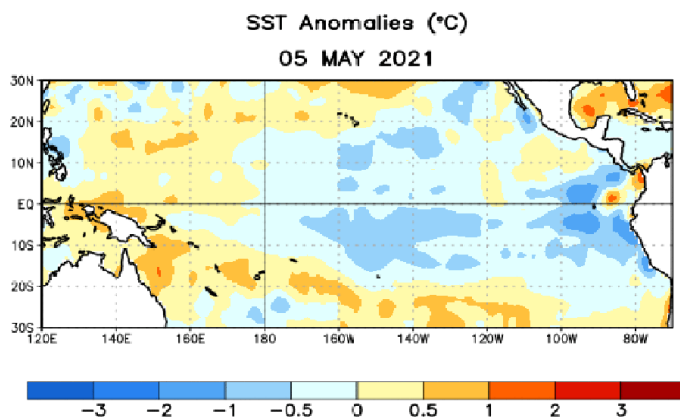 SST Anomalies (°C)
05 MAY 2021
30N
20N
10N
EQ
10S
20S
30S
120E 140E 160E 180 160W 140W 120W 100W 80W
-3 -2 -1 -0.5 0 0.5 1 2 3